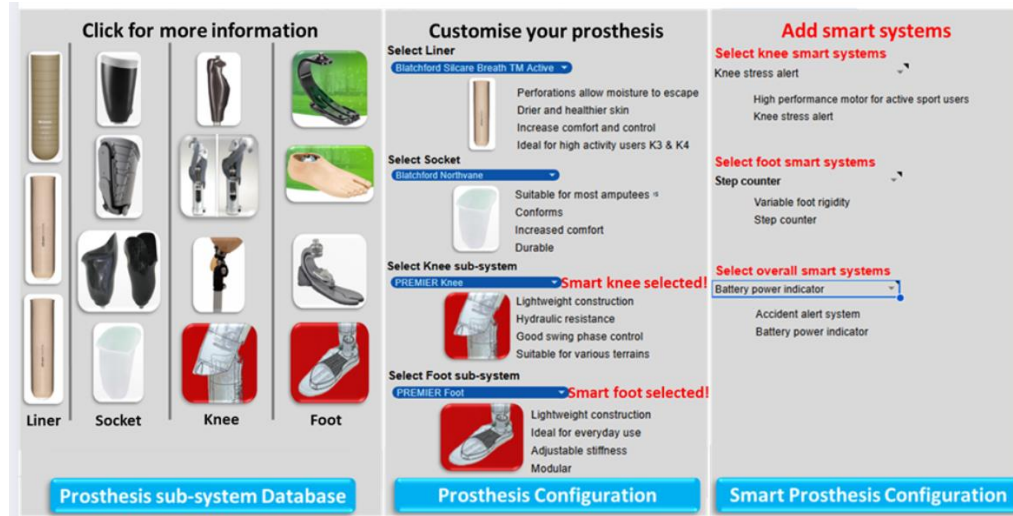 Click for more information
Liner
Socket
Knee
Foot
Prosthesis sub-system Database
Customise your prosthesis
Select Liner
Blatchford Silcare Breath TM Active
Perforations allow moisture to escape
Drier and healthier skin
Increase comfort and control
Ideal for high activity users K3 & K4
Select Socket
Blatchford Northvane
Suitable for most amputees
Conforms
Increased comfort
Durable
Select Knee sub-system
PREMIER Knee
Smart knee selected!
Lightweight construction
Hydraulic resistance
Good swing phase control
Suitable for various terrains
Select Foot sub-system
PREMIER Foot
Smart foot selected!
Lightweight construction
Ideal for everyday use
Adjustable stiffness
Modular
Prosthesis Configuration
Add smart systems
Select knee smart systems
Knee stress alert
High performance motor for active sport users
Knee stress alert
Select foot smart systems
Step counter
Variable foot rigidity
Step counter
Select overall smart systems
Battery power indicator
Accident alert system
Battery power indicator
Smart Prosthesis Configuration